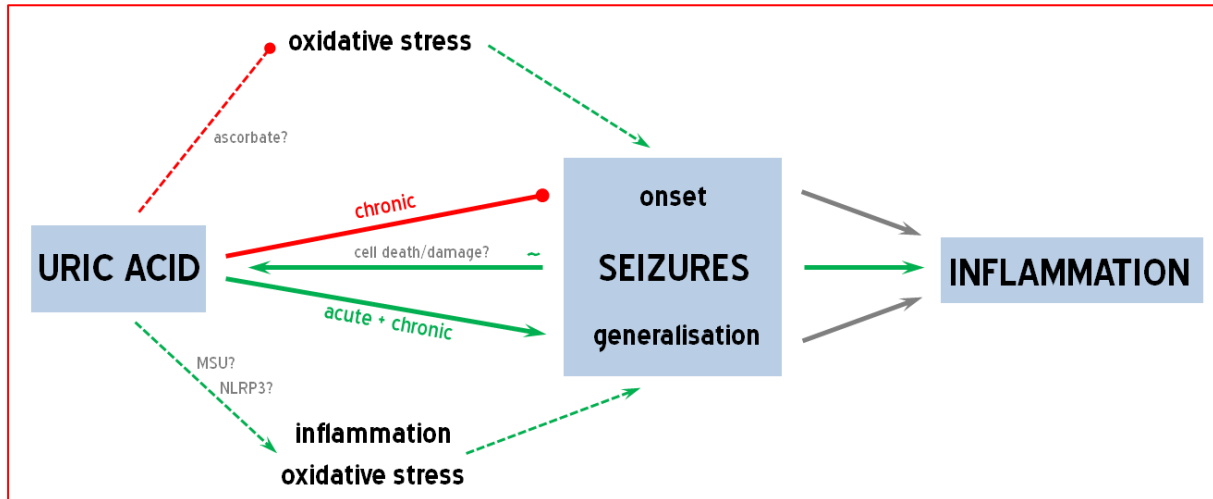 oxidative stress
ascorbate?
chronic
onset
cell death/damage?
~
URIC ACID
SEIZURES
INFLAMMATION
acute + chronic
generalisation
MSU?
NLRP3?
inflammation
oxidative stress